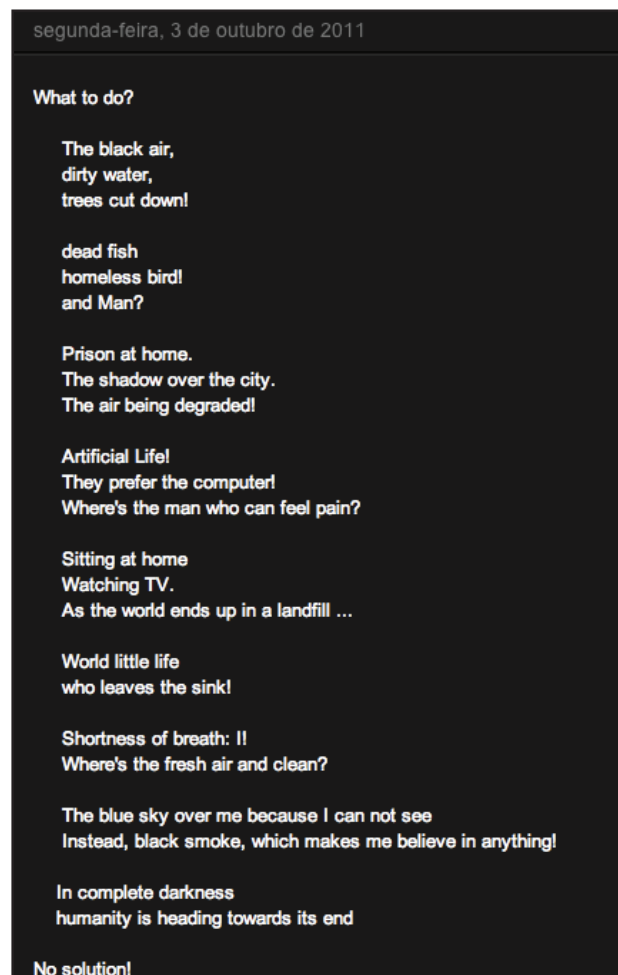 segunda-feira, 3 de outubro de 2011
What to do?
The black air,
dirty water,
trees cut down!
dead fish
homeless bird!
and Man?
Prison at home.
The shadow over the city.
The air being degraded!
Artificial Life!
They prefer the computer!
Where's the man who can feel pain?
Sitting at home
Watching TV.
As the world ends up in a landfill ...
World little life
who leaves the sink!
Shortness of breath: I!
Where's the fresh air and clean?
The blue sky over me because I can not see
Instead, black smoke, which makes me believe in anything!
In complete darkness
humanity is heading towards its end
No solution!